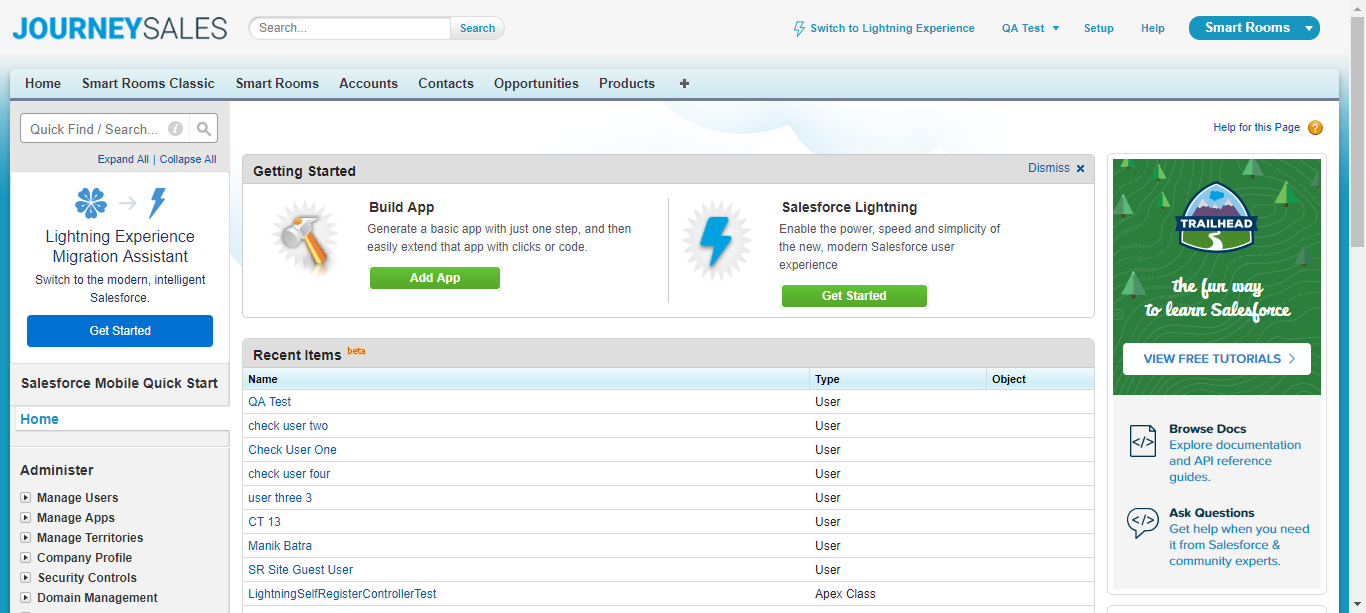 JOURNEYSALES
Search...
Search
Switch to Lightning Experience
QA Test
Setup
Help
Smart Rooms
Home
Smart Rooms Classic
Smart Rooms
Accounts
Contacts
Opportunities
Products
+
Quick Find / Search...
i
Expand All | Collapse All
Lightning Experience
Migration Assistant
Switch to the modern, intelligent
Salesforce.
Get Started
Salesforce Mobile Quick Start
Home
Administer
Manage Users
Manage Apps
Manage Territories
Company Profile
Security Controls
Domain Management
Help for this Page ?
Getting Started
Dismiss x
Build App
Generate a basic app with just one step, and then
easily extend that app with clicks or code.
Add App
Salesforce Lightning
Enable the power, speed and simplicity of
the new, modern Salesforce user
experience
Get Started
Recent Items beta
Name Type Object
QA Test User
check user two User
Check User One User
check user four User
user three 3 User
CT 13 User
Manik Batra User
SR Site Guest User User
LightningSelfRegisterControllerTest Apex Class
TRAILHEAD
the fun way
to learn Salesforce
VIEW FREE TUTORIALS
</>
Browse Docs
Explore documentation
and API reference
guides.
</>
Ask Questions
Get help when you need
it from Salesforce &
community experts.